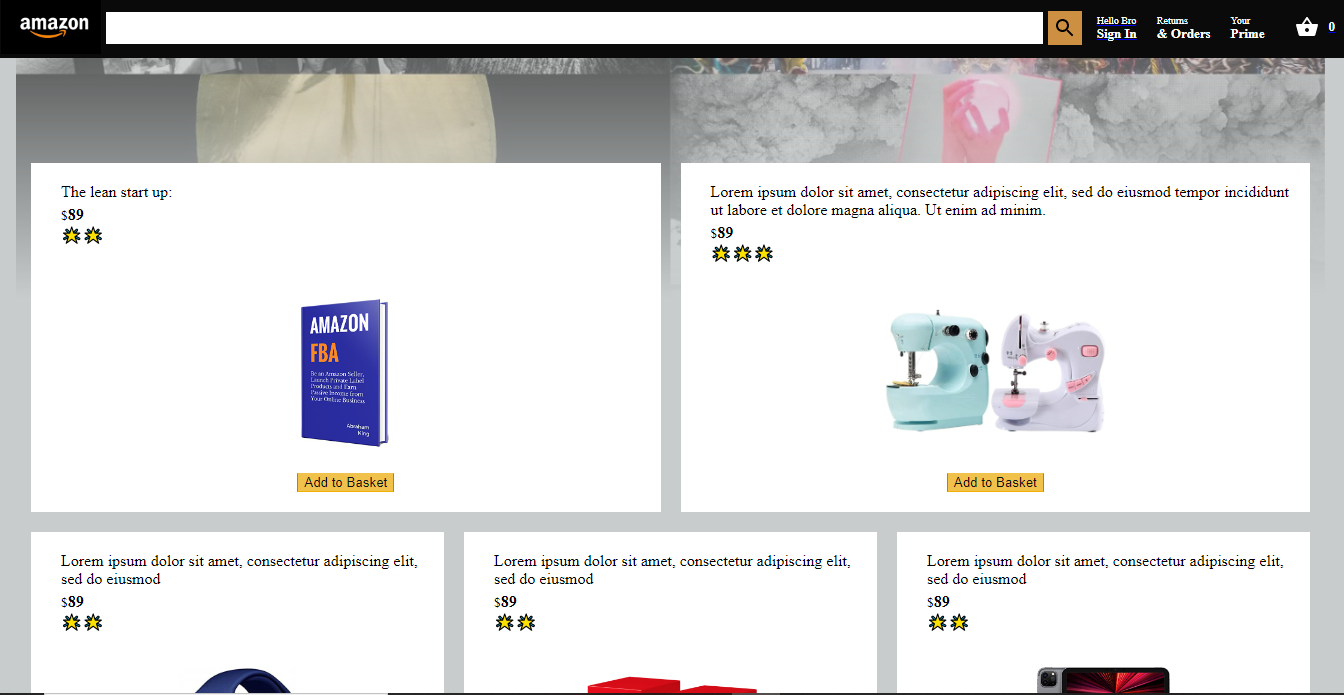 amazon
Hello Bro
Sign In
Returns
& Orders
Your
Prime
0
The lean start up:
$89
Lorem ipsum dolor sit amet, consectetur adipiscing elit, sed do eiusmod tempor incididunt
ut labore et dolore magna aliqua. Ut enim ad minim.
$89
AMAZON
FBA
Be an Amazon Seller,
Launch Private Label
Products and Earn
Passive Income from
Your Online Business
Abraham
King
Add to Basket
Add to Basket
Lorem ipsum dolor sit amet, consectetur adipiscing elit,
sed do eiusmod
$89
Lorem ipsum dolor sit amet, consectetur adipiscing elit,
sed do eiusmod
$89
Lorem ipsum dolor sit amet, consectetur adipiscing elit,
sed do eiusmod
$89